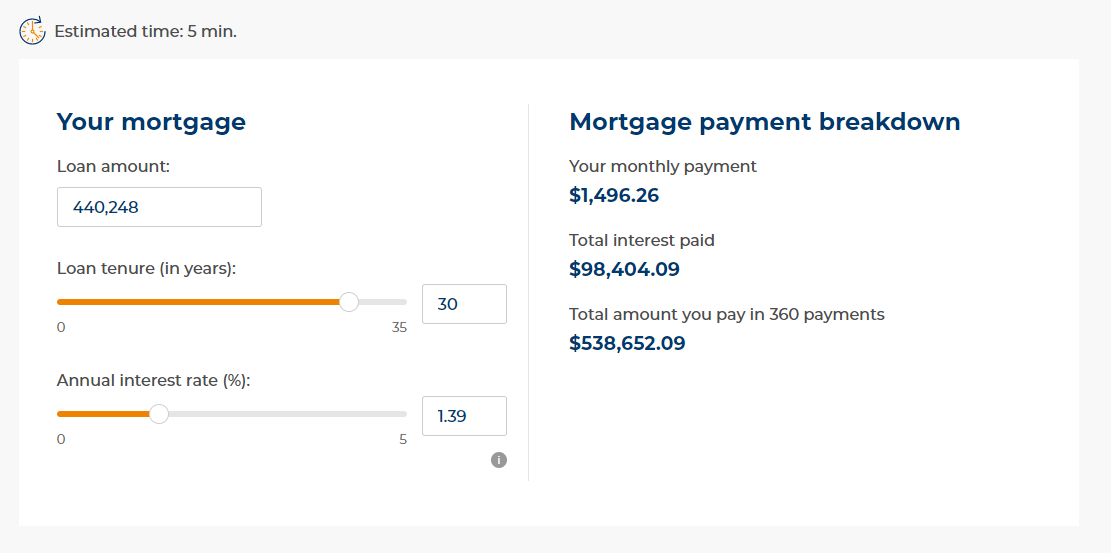 Estimated time: 5 min.
Your mortgage
Loan amount:
440,248
Loan tenure (in years):
30
0
35
Annual interest rate (%):
1.39
0
5
i
Mortgage payment breakdown
Your monthly payment
$1,496.26
Total interest paid
$98,404.09
Total amount you pay in 360 payments
$538,652.09